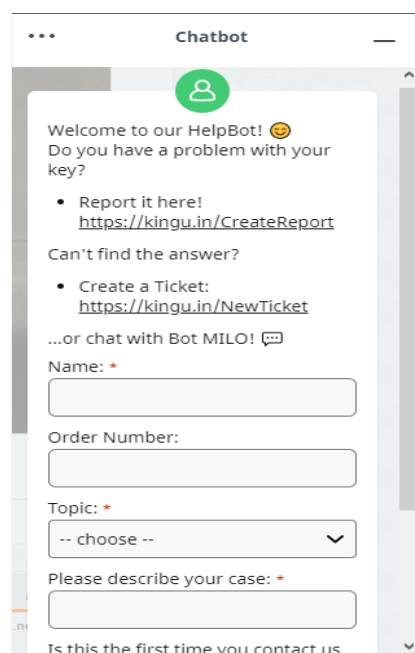 Chatbot
Welcome to our HelpBot! 😊
Do you have a problem with your
key?
• Report it here!
https://kingu.in/CreateReport
Can't find the answer?
• Create a Ticket:
https://kingu.in/NewTicket
...or chat with Bot MILO! 💬
Name: *
Order Number:
Topic: *
-- choose --
Please describe your case: *
Is this the first time you contact us